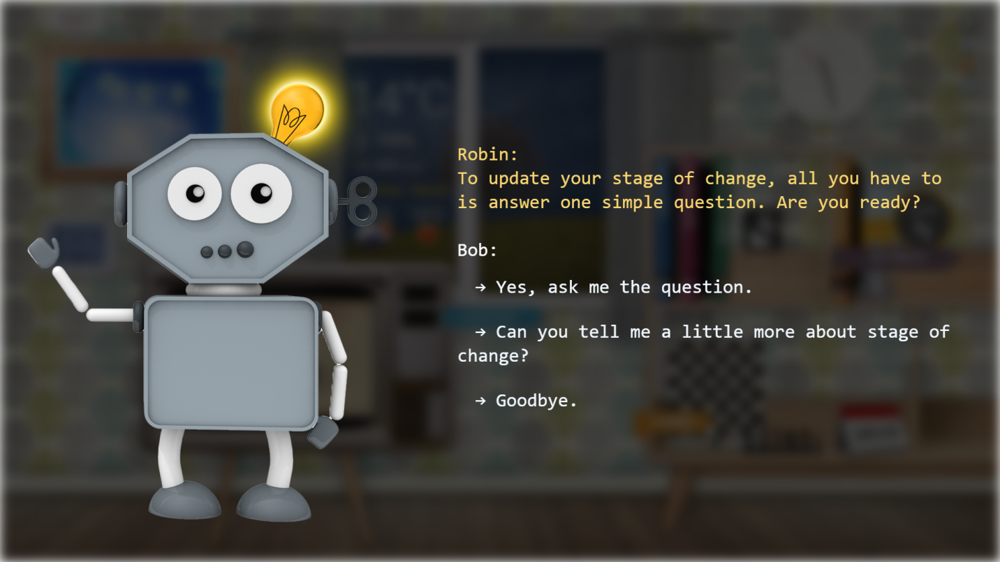 14°C
Robin:
To update your stage of change, all you have to
is answer one simple question. Are you ready?
Bob:
→ Yes, ask me the question.
→ Can you tell me a little more about stage of
change?
→ Goodbye.